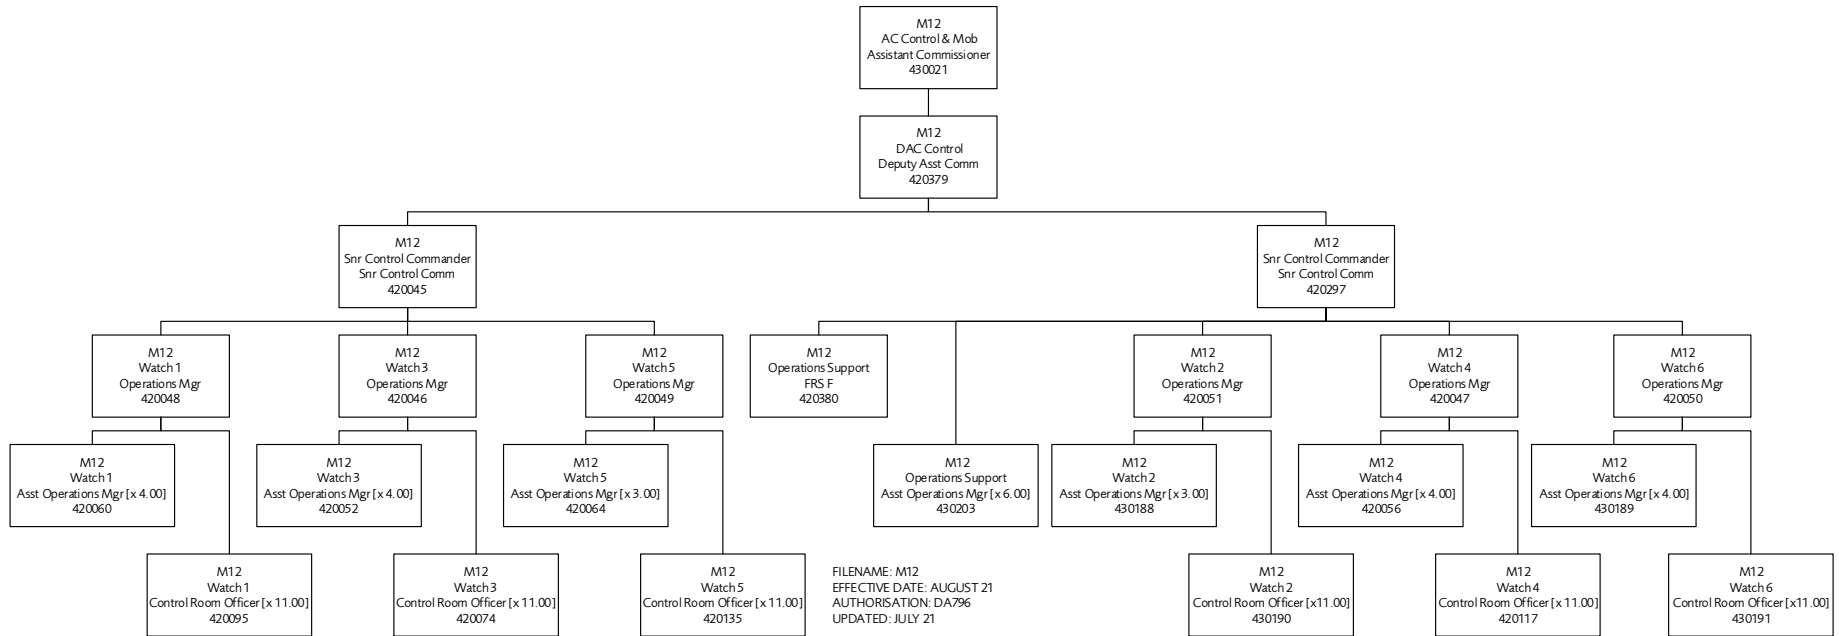 M12
AC Control & Mob
Assistant Commissioner
430021
M12
DAC Control
Deputy Asst Comm
420379
M12
Snr Control Commander
Snr Control Comm
420045
M12
Snr Control Commander
Snr Control Comm
420297
M12
Watch 1
Operations Mgr
420048
M12
Watch 3
Operations Mgr
420046
M12
Watch 5
Operations Mgr
420049
M12
Operations Support
FRS F
420380
M12
Watch 2
Operations Mgr
420051
M12
Watch 4
Operations Mgr
420047
M12
Watch 6
Operations Mgr
420050
M12
Watch 1
Asst Operations Mgr [x 4.00]
420060
M12
Watch 3
Asst Operations Mgr [x 4.00]
420052
M12
Watch 5
Asst Operations Mgr [x 3.00]
420064
M12
Operations Support
Asst Operations Mgr [x 6.00]
430203
M12
Watch 2
Asst Operations Mgr [x 3.00]
430188
M12
Watch 4
Asst Operations Mgr [x 4.00]
420056
M12
Watch 6
Asst Operations Mgr [x 4.00]
430189
M12
Watch 1
Control Room Officer [x 11.00]
420095
M12
Watch 3
Control Room Officer [x 11.00]
420074
M12
Watch 5
Control Room Officer [x 11.00]
420135
FILENAME: M12
EFFECTIVE DATE: AUGUST 21
AUTHORISATION: DA796
UPDATED: JULY 21
M12
Watch 2
Control Room Officer [x11.00]
430190
M12
Watch 4
Control Room Officer [x 11.00]
420117
M12
Watch 6
Control Room Officer [x11.00]
430191